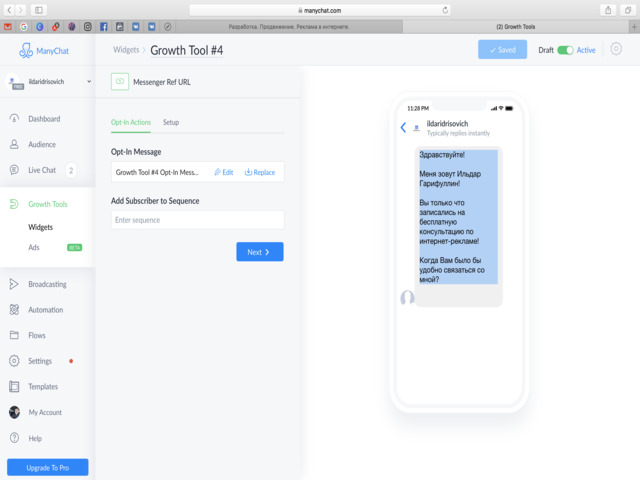 manychat.com
Разработка. Продвижение. Реклама в интернете.
(2) Growth Tools
ManyChat
Widgets
Growth Tool #4
Saved
Draft
Active
ildaridrisovich
FREE
Messenger Ref URL
Dashboard
Audience
Live Chat
2
Growth Tools
Widgets
Ads
BETA
Broadcasting
Automation
Flows
Settings
Templates
My Account
Help
Upgrade To Pro
Opt-In Actions
Setup
Opt-In Message
Growth Tool #4 Opt-In Mess...
Edit
Replace
Add Subscriber to Sequence
Enter sequence
Next
11:28 PM
ildaridrisovich
Typically replies instantly
Здравствуйте!
Меня зовут Ильдар
Гарифуллин!
Вы только что
записались на
бесплатную
консультацию по
интернет-рекламе!
Когда Вам было бы
удобно связаться со
мной?